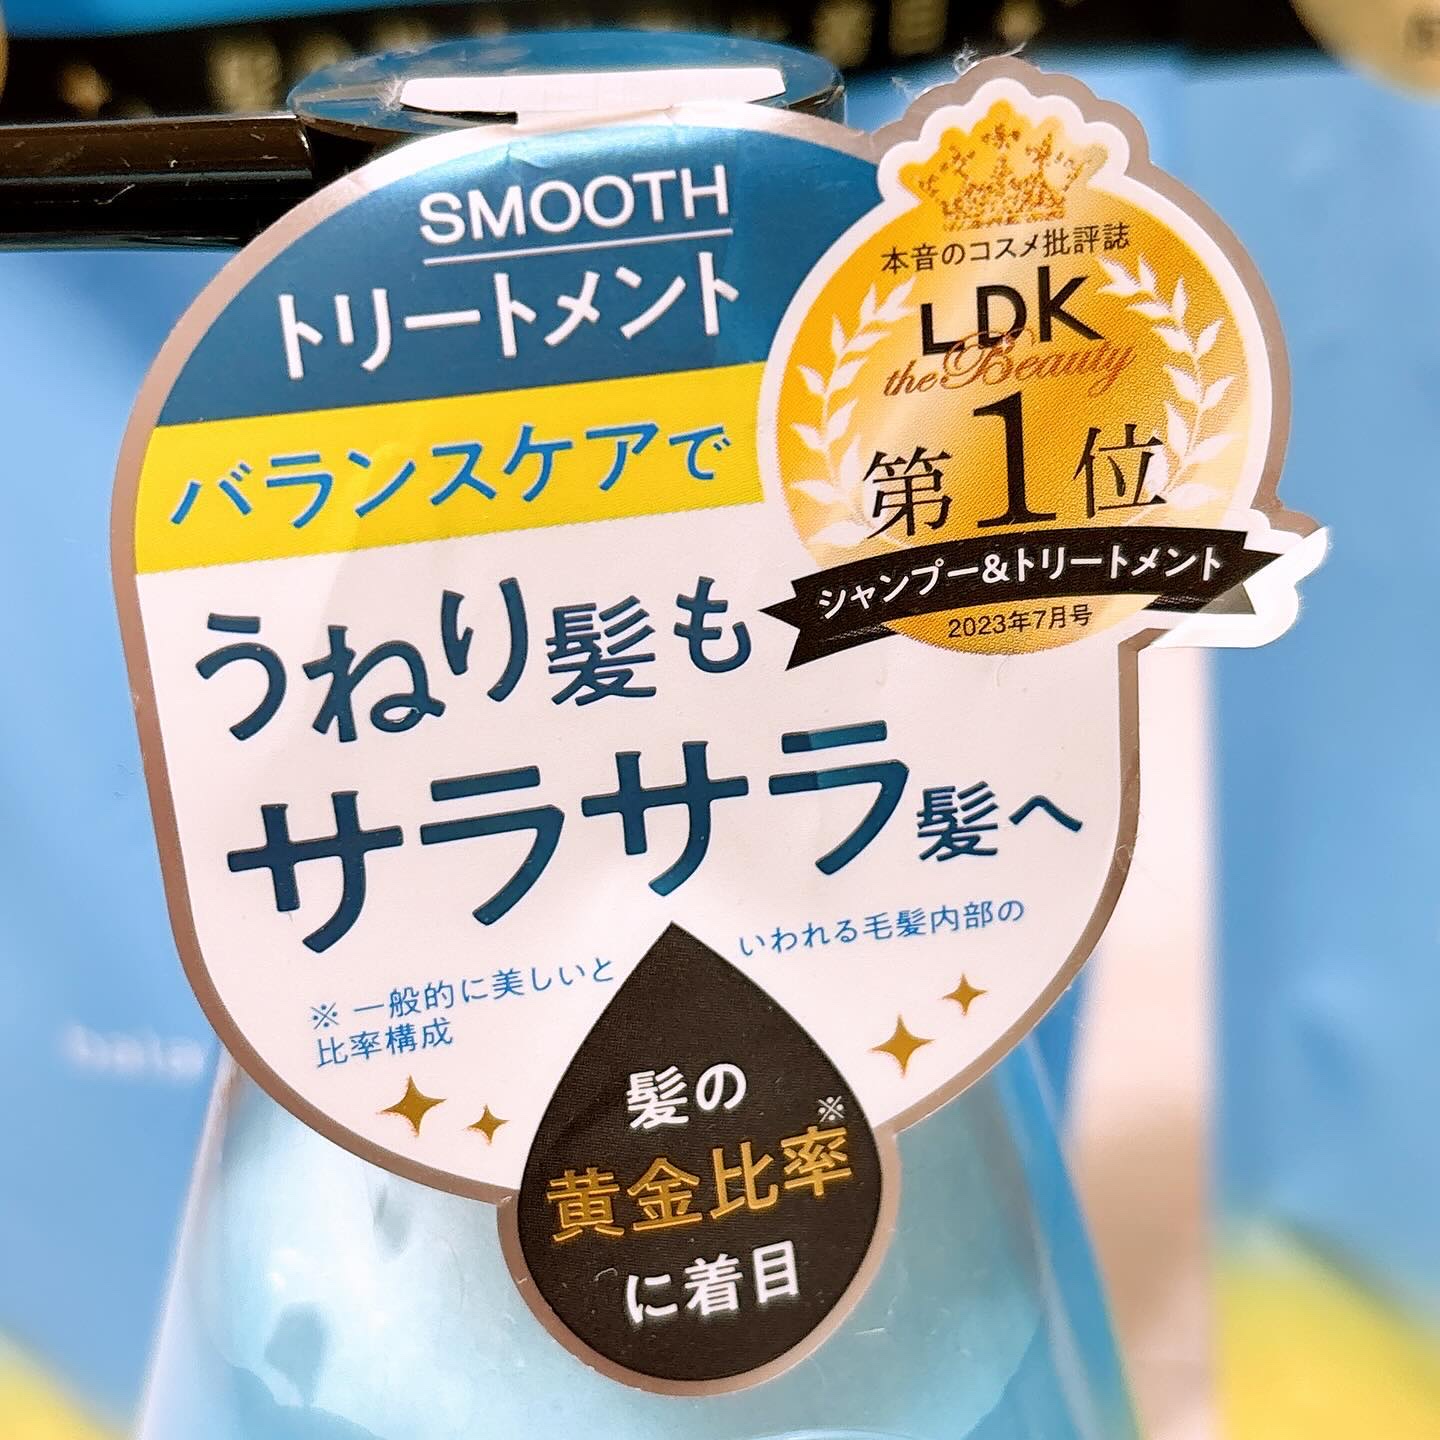 SMOOTH
トリートメント
バランスケアで
うねり髪も
サラサラ髪へ
※ 一般的に美しいといわれる毛髪内部の
比率構成
髪の
黄金比率※
に着目
本音のコスメ批評誌
LDK
the Beauty
第1位
シャンプー&トリートメント
2023年7月号